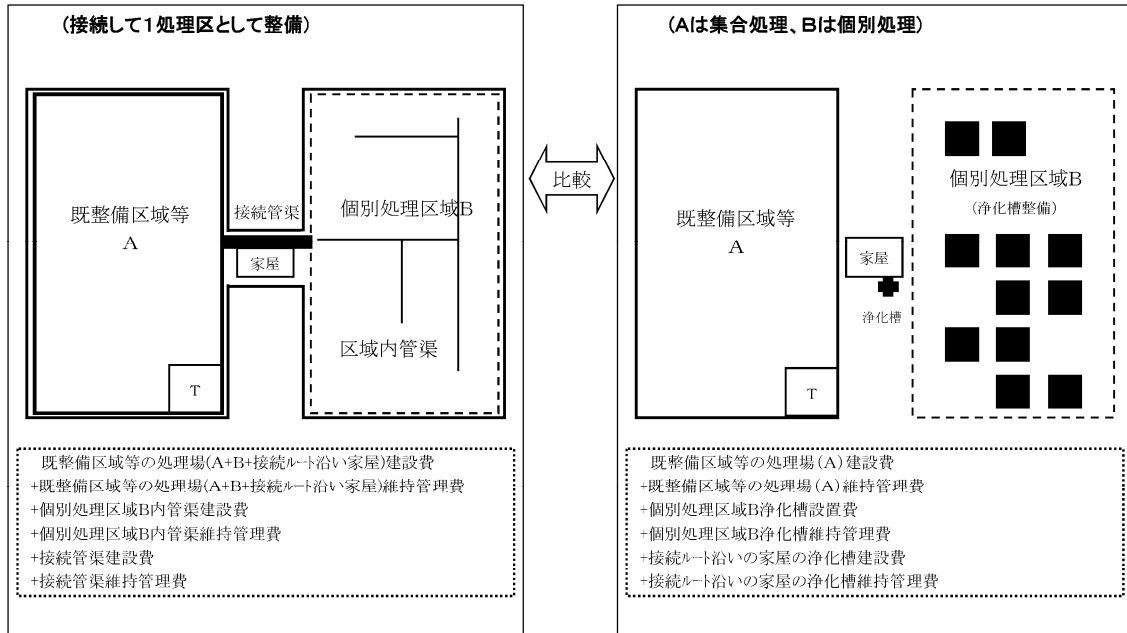 (接続して１処理区として整備)
既整備区域等
A
接続管渠
家屋
個別処理区域B
区域内管渠
T
既整備区域等の処理場(A+B+接続ﾙｰﾄ沿い家屋)建設費
+既整備区域等の処理場(A+B+接続ﾙｰﾄ沿い家屋)維持管理費
+個別処理区域B内管渠建設費
+個別処理区域B内管渠維持管理費
+接続管渠建設費
+接続管渠維持管理費
比較
(Aは集合処理、Bは個別処理)
既整備区域等
A
家屋
浄化槽
個別処理区域B
(浄化槽整備)
T
既整備区域等の処理場(A)建設費
+既整備区域等の処理場(A)維持管理費
+個別処理区域B浄化槽設置費
+個別処理区域B浄化槽維持管理費
+接続ﾙｰﾄ沿いの家屋の浄化槽建設費
+接続ﾙｰﾄ沿いの家屋の浄化槽維持管理費